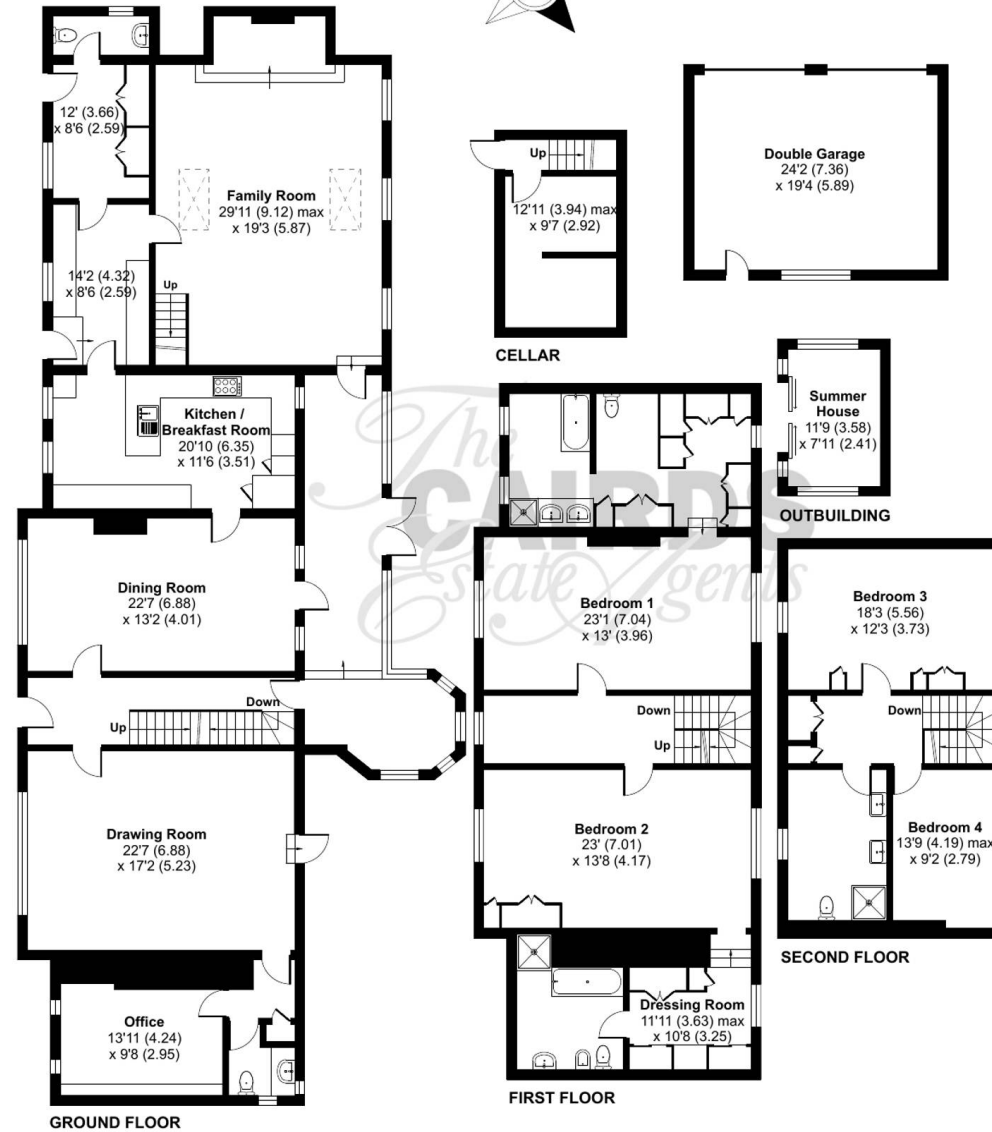 12' (3.66)
x 8'6 (2.59)
Family Room
29'11 (9.12) max
x 19'3 (5.87)
14'2 (4.32)
x 8'6 (2.59)
Up
Kitchen /
Breakfast Room
20'10 (6.35)
x 11'6 (3.51)
Dining Room
22'7 (6.88)
x 13'2 (4.01)
Down
Up
Drawing Room
22'7 (6.88)
x 17'2 (5.23)
Office
13'11 (4.24)
x 9'8 (2.95)
GROUND FLOOR
Up
12'11 (3.94) max
x 9'7 (2.92)
CELLAR
Double Garage
24'2 (7.36)
x 19'4 (5.89)
Summer
House
11'9 (3.58)
x 7'11 (2.41)
OUTBUILDING
The
CAIRDS
Estate Agents
Bedroom 1
23'1 (7.04)
x 13' (3.96)
Down
Up
Bedroom 2
23' (7.01)
x 13'8 (4.17)
Dressing Room
11'11 (3.63) max
x 10'8 (3.25)
FIRST FLOOR
Bedroom 3
18'3 (5.56)
x 12'3 (3.73)
Down
Bedroom 4
13'9 (4.19) max
x 9'2 (2.79)
SECOND FLOOR